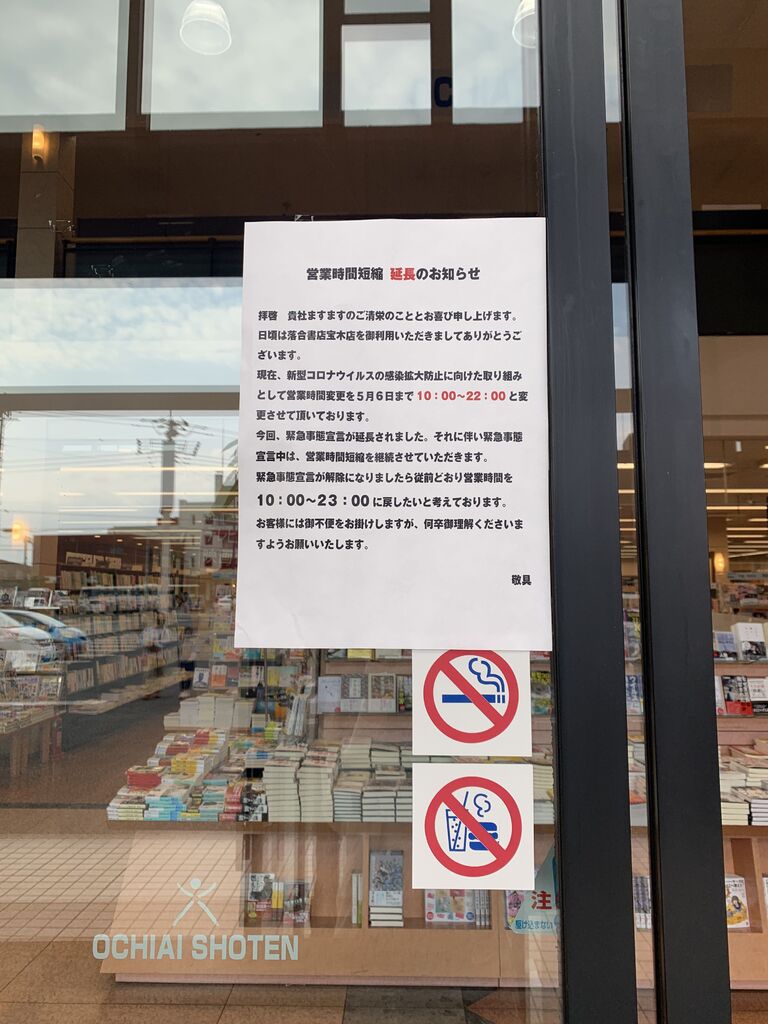 営業時間短縮 延長のお知らせ
拝啓　貴社ますますのご清栄のこととお喜び申し上げます。
日頃は落合書店宝木店を御利用いただきましてありがとうご
ざいます。
現在、新型コロナウイルスの感染拡大防止に向けた取り組み
として営業時間変更を５月６日まで 10：00～22：00 と変
更させて頂いております。
今回、緊急事態宣言が延長されました。それに伴い緊急事態
宣言中は、営業時間短縮を継続させていただきます。
緊急事態宣言が解除になりましたら従前どおり営業時間を
10：00～23：00 に戻したいと考えております。
お客様には御不便をお掛けしますが、何卒御理解くださいま
すようお願いいたします。
敬具
注
駆け込まない
OCHIAI SHOTEN